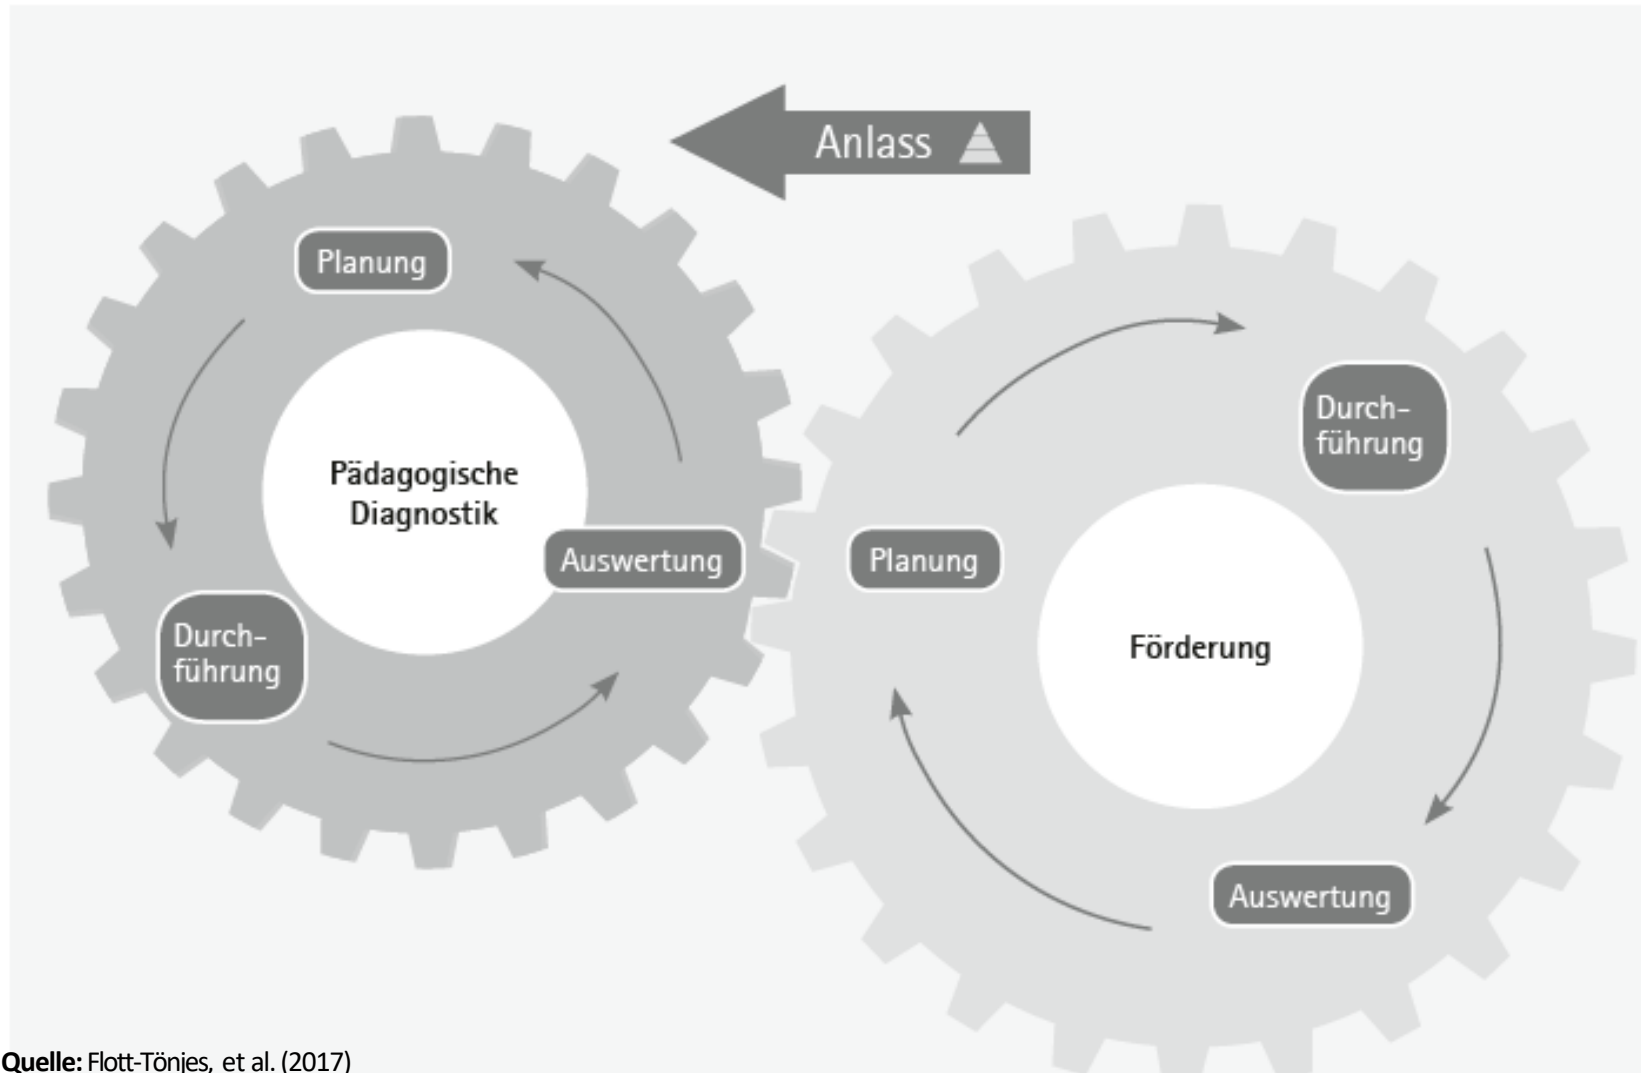 Anlass
Planung
Pädagogische
Diagnostik
Auswertung
Durch-
führung
Durch-
führung
Planung
Förderung
Auswertung
Quelle: Flott-Tönjes, et al. (2017)